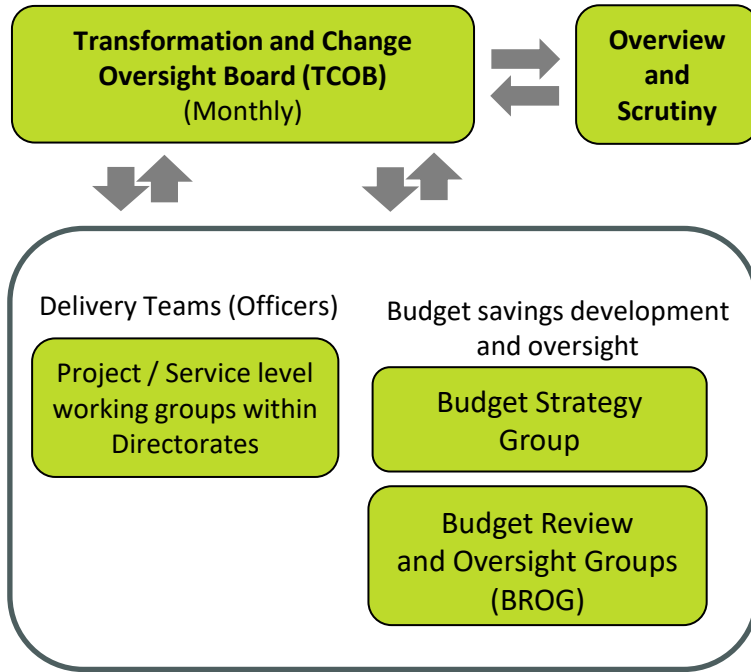 Transformation and Change
Oversight Board (TCOB)
(Monthly)
Overview
and
Scrutiny
Delivery Teams (Officers)
Project / Service level
working groups within
Directorates
Budget savings development
and oversight
Budget Strategy
Group
Budget Review
and Oversight Groups
(BROG)